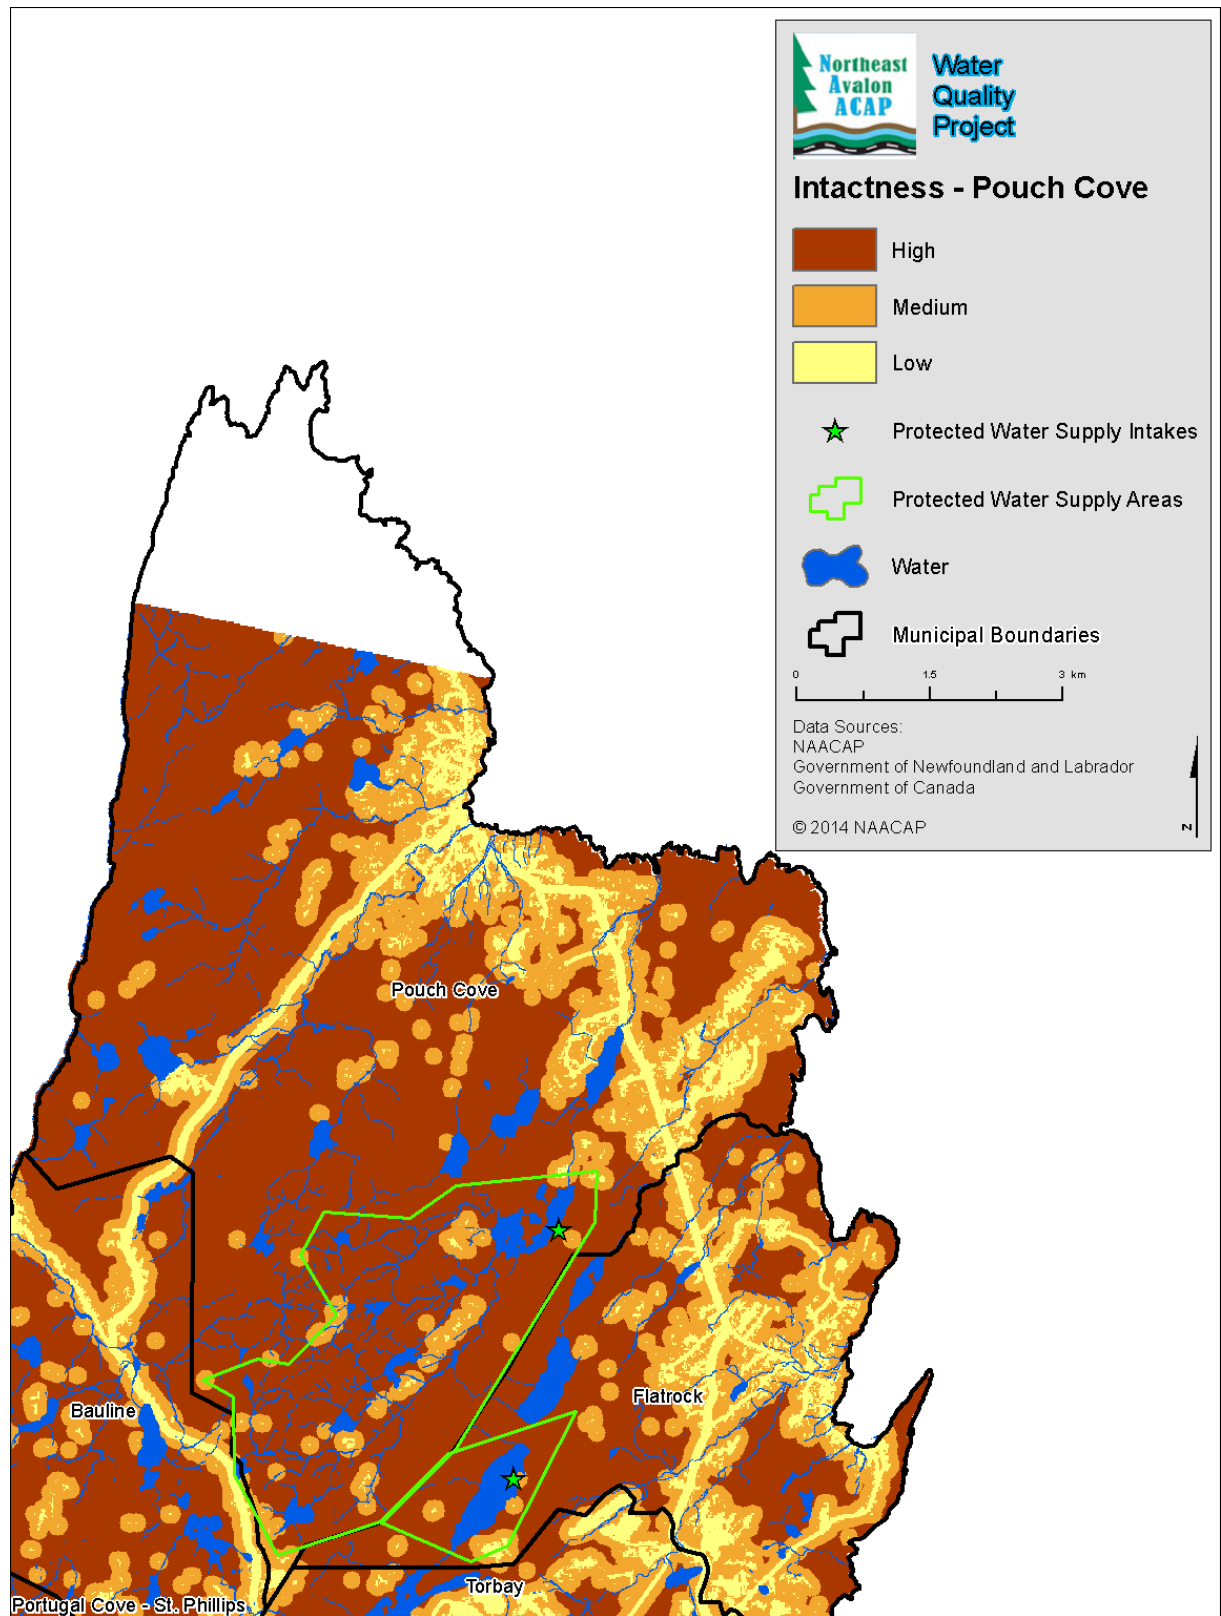 Northeast
Avalon
ACAP
Water
Quality
Project
Intactness - Pouch Cove
High
Medium
Low
Protected Water Supply Intakes
Protected Water Supply Areas
Water
Municipal Boundaries
0 1.5 3 km
Data Sources:
NAACAP
Government of Newfoundland and Labrador
Government of Canada
© 2014 NAACAP
N
Pouch Cove
Flatrock
Bauline
Torbay
Portugal Cove - St. Phillips